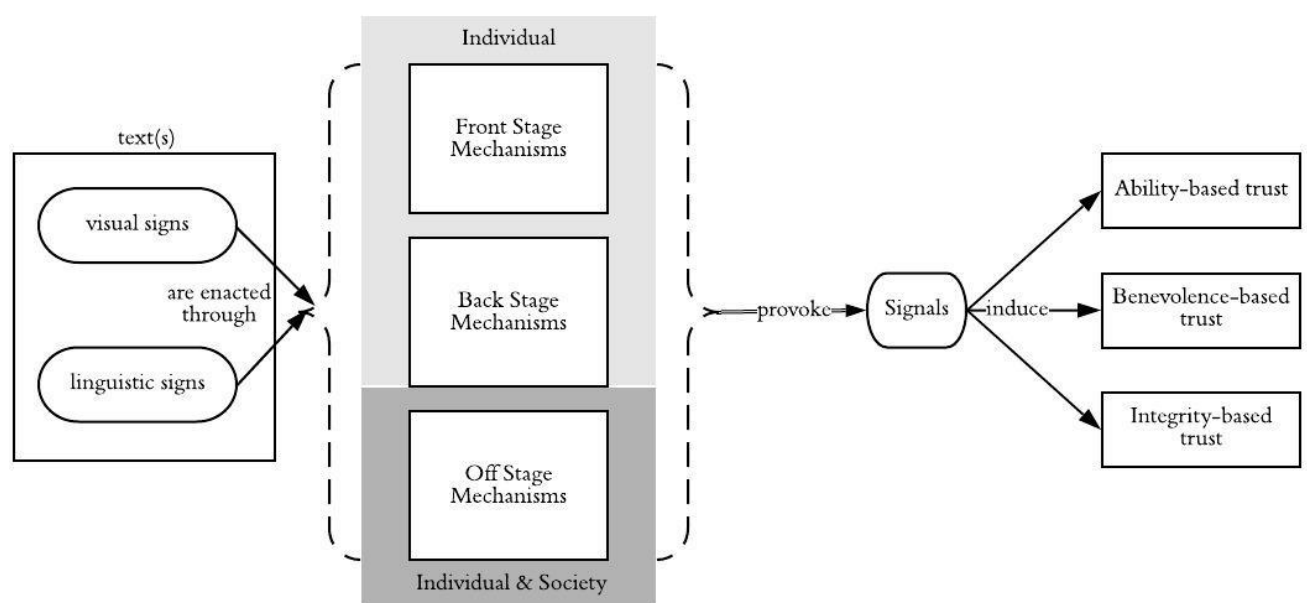 text(s)
visual signs
are enacted
through
linguistic signs
Individual
Front Stage
Mechanisms
Back Stage
Mechanisms
Off Stage
Mechanisms
Individual & Society
provoke
Signals
induce
Ability-based trust
Benevolence-based
trust
Integrity-based
trust